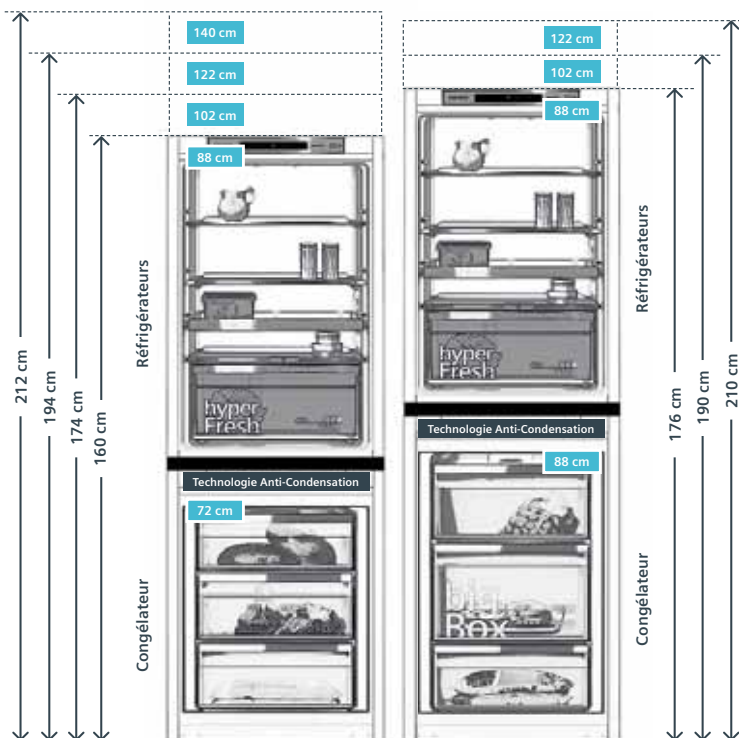 140 cm
122 cm
102 cm
88 cm
Réfrigérateurs
212 cm
194 cm
174 cm
160 cm
hyper
Fresh
Technologie Anti-Condensation
72 cm
Congélateur
122 cm
102 cm
88 cm
Réfrigérateurs
hyper
Fresh
Technologie Anti-Condensation
88 cm
176 cm
190 cm
210 cm
big
Box
Congélateur